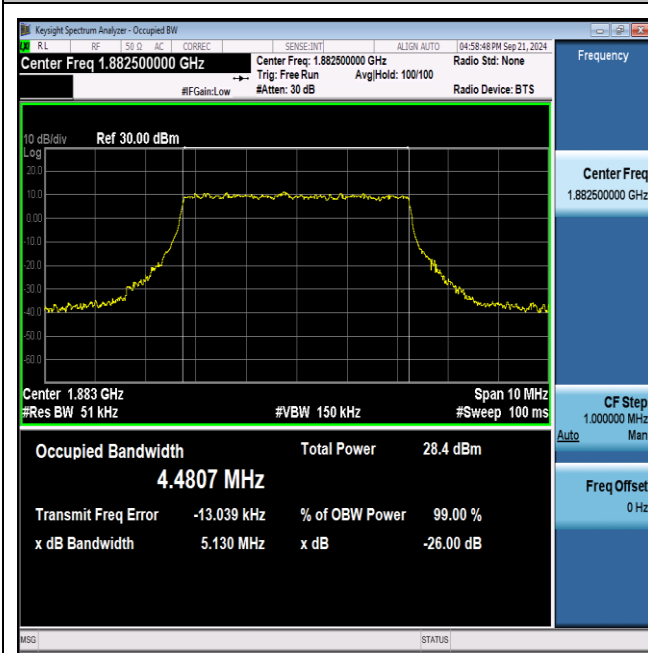 Keysight Spectrum Analyzer - Occupied BW
RL RF 50 Ω AC CORREC SENSE:INT ALIGN AUTO 04:58:48 PM Sep 21, 2024
Center Freq 1.882500000 GHz Center Freq: 1.882500000 GHz Radio Std: None Frequency
Trig: Free Run Avg|Hold: 100/100
#IFGain:Low #Atten: 30 dB Radio Device: BTS
10 dB/div Ref 30.00 dBm
Log
20.0
Center Freq
10.0
1.882500000 GHz
0.00
-10.0
-20.0
-30.0
-40.0
-50.0
-60.0
Center 1.883 GHz Span 10 MHz
#Res BW 51 kHz #VBW 150 kHz #Sweep 100 ms
CF Step
1.000000 MHz
Auto Man
Occupied Bandwidth Total Power 28.4 dBm
4.4807 MHz
Freq Offset
0 Hz
Transmit Freq Error -13.039 kHz % of OBW Power 99.00 %
x dB Bandwidth 5.130 MHz x dB -26.00 dB
MSG STATUS